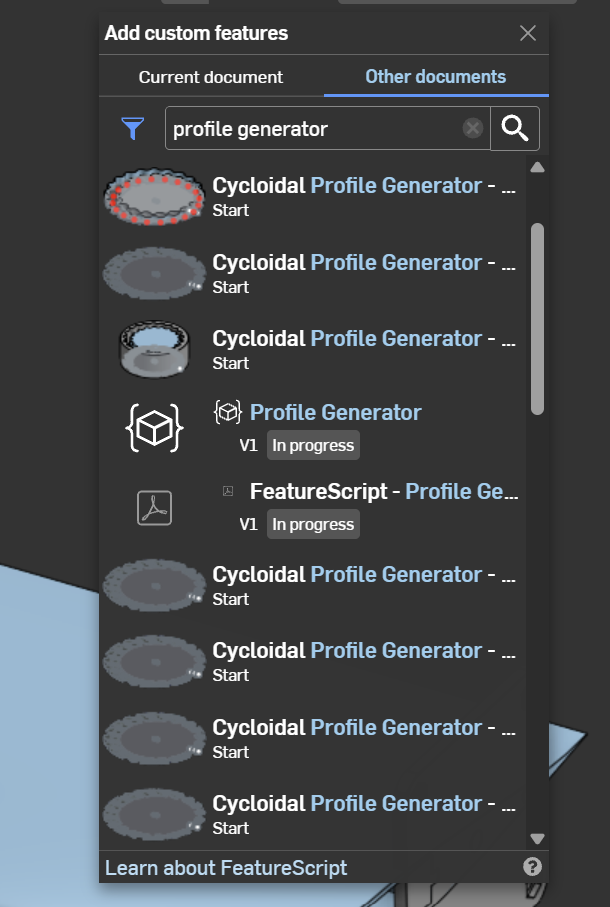 Add custom features
Current document
Other documents
profile generator
Cycloidal Profile Generator - ...
Start
Cycloidal Profile Generator - ...
Start
Cycloidal Profile Generator - ...
Start
Profile Generator
V1 In progress
FeatureScript - Profile Ge...
V1 In progress
Cycloidal Profile Generator - ...
Start
Cycloidal Profile Generator - ...
Start
Cycloidal Profile Generator - ...
Start
Cycloidal Profile Generator - ...
Start
Learn about FeatureScript